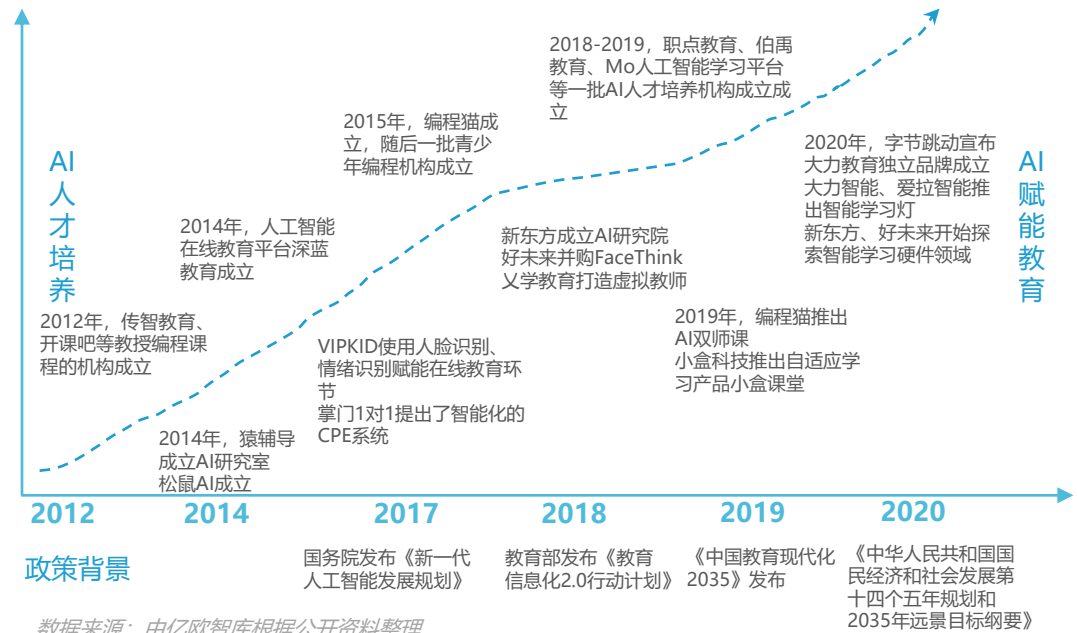 2018-2019，职点教育、伯禹
教育、Mo人工智能学习平台
等一批AI人才培养机构成立成
立
2015年，编程猫成
立，随后一批青少
年编程机构成立
2020年，字节跳动宣布
大力教育独立品牌成立
大力智能、爱拉智能推
出智能学习灯
新东方、好未来开始探
索智能学习硬件领域
AI
人
才
培
养
AI
赋
能
教
育
2014年，人工智能
在线教育平台深蓝
教育成立
新东方成立AI研究院
好未来并购FaceThink
乂学教育打造虚拟教师
2012年，传智教育、
开课吧等教授编程课
程的机构成立
2019年，编程猫推出
AI双师课
小盒科技推出自适应学
习产品小盒课堂
VIPKID使用人脸识别、
情绪识别赋能在线教育环
节
掌门1对1提出了智能化的
CPE系统
2014年，猿辅导
成立AI研究室
松鼠AI成立
2012
2014
2017
2018
2019
2020
政策背景
国务院发布《新一代
人工智能发展规划》
教育部发布《教育
信息化2.0行动计划》
《中国教育现代化
2035》发布
《中华人民共和国国
民经济和社会发展第
十四个五年规划和
2035年远景目标纲要》
数据来源：由亿欧智库根据公开资料整理